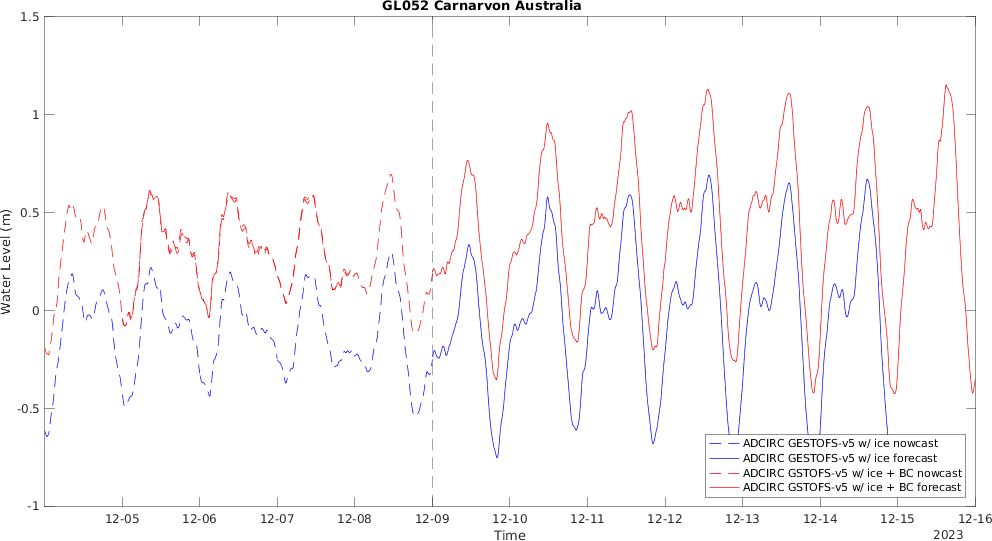 GL052 Carnarvon Australia
1.5
1
0.5
0
-0.5
-1
Water Level (m)
12-05 12-06 12-07 12-08 12-09 12-10 12-11 12-12 12-13 12-14 12-15 12-16
Time
2023
ADCIRC GESTOFS-v5 w/ ice nowcast
ADCIRC GESTOFS-v5 w/ ice forecast
ADCIRC GSTOFS-v5 w/ ice + BC nowcast
ADCIRC GSTOFS-v5 w/ ice + BC forecast